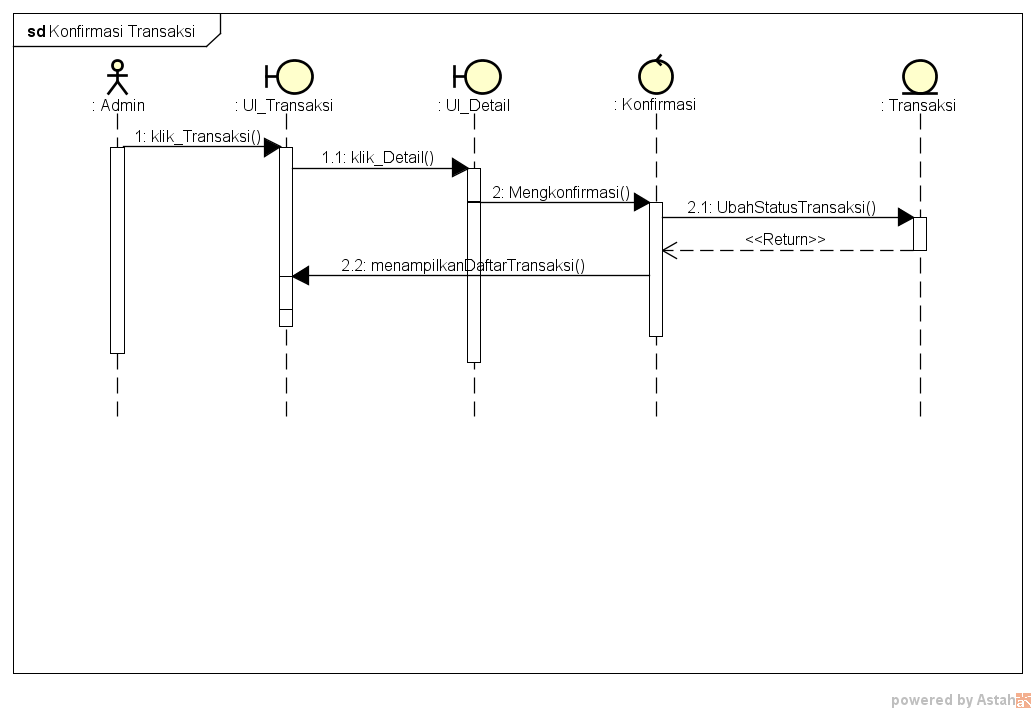 sd Konfirmasi Transaksi
: Admin
: UI_Transaksi
: UI_Detail
: Konfirmasi
: Transaksi
1: klik_Transaksi()
1.1: klik_Detail()
2: Mengkonfirmasi()
2.1: UbahStatusTransaksi()
<<Return>>
2.2: menampilkanDaftarTransaksi()
powered by Astah